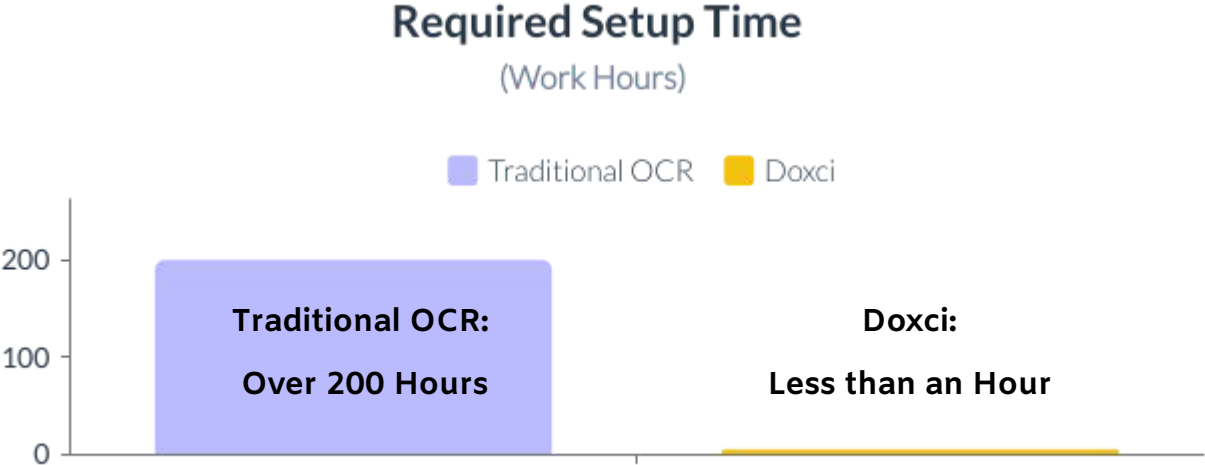 Required Setup Time
(Work Hours)
Traditional OCR Doxci
200
Traditional OCR: Doxci:
100
Over 200 Hours Less than an Hour
0